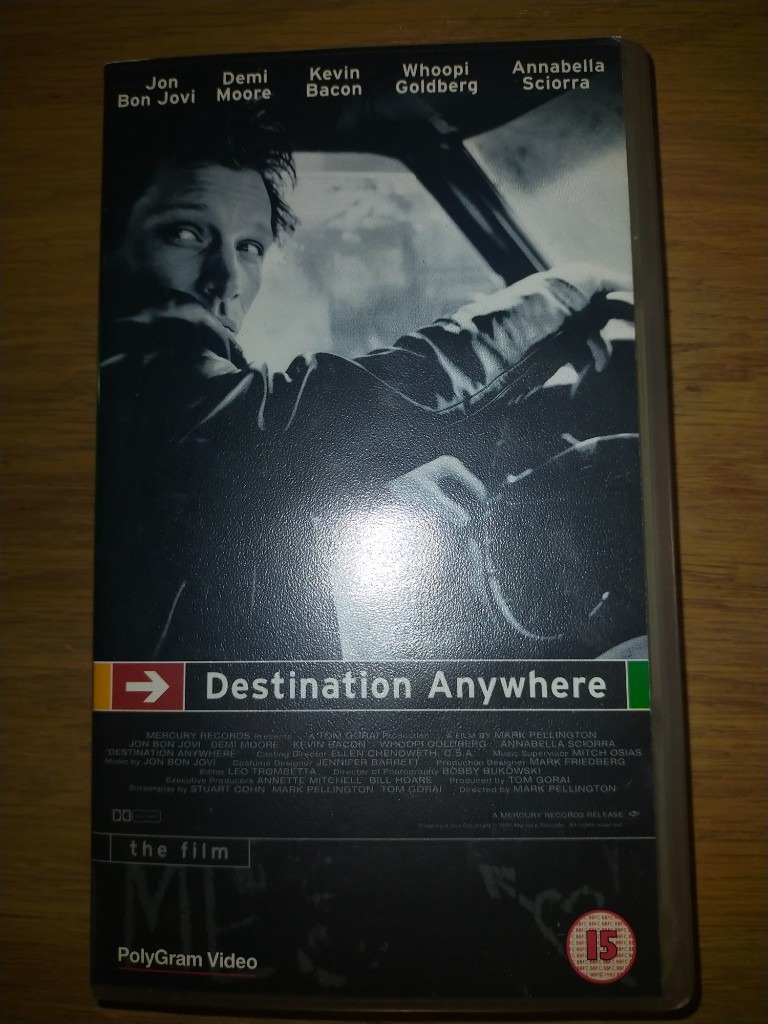 Jon
Bon Jovi
Demi
Moore
Kevin
Bacon
Whoopi
Goldberg
Annabella
Sciorra
Destination Anywhere
MERCURY RECORDS Presents A TOM GORAI Production A FILM BY MARK PELLINGTON
JON BON JOVI DEMI MOORE KEVIN BACON WHOOPI GOLDBERG ANNABELLA SCIORRA
"DESTINATION ANYWHERE" Casting Director ELLEN CHENOWETH, C.S.A. Music Supervisor MITCH OSIAS
Music by JON BON JOVI Costume Designer JENNIFER BARRETT Production Designer MARK FRIEDBERG
Editor LEO TROMBETTA Director of Photography BOBBY BUKOWSKI
Executive Producers ANNETTE MITCHELL BILL HOARE Produced by TOM GORAI
Screenplay by STUART COHN MARK PELLINGTON TOM GORAI Directed by MARK PELLINGTON
A MERCURY RECORDS RELEASE
the film
PolyGram Video
15